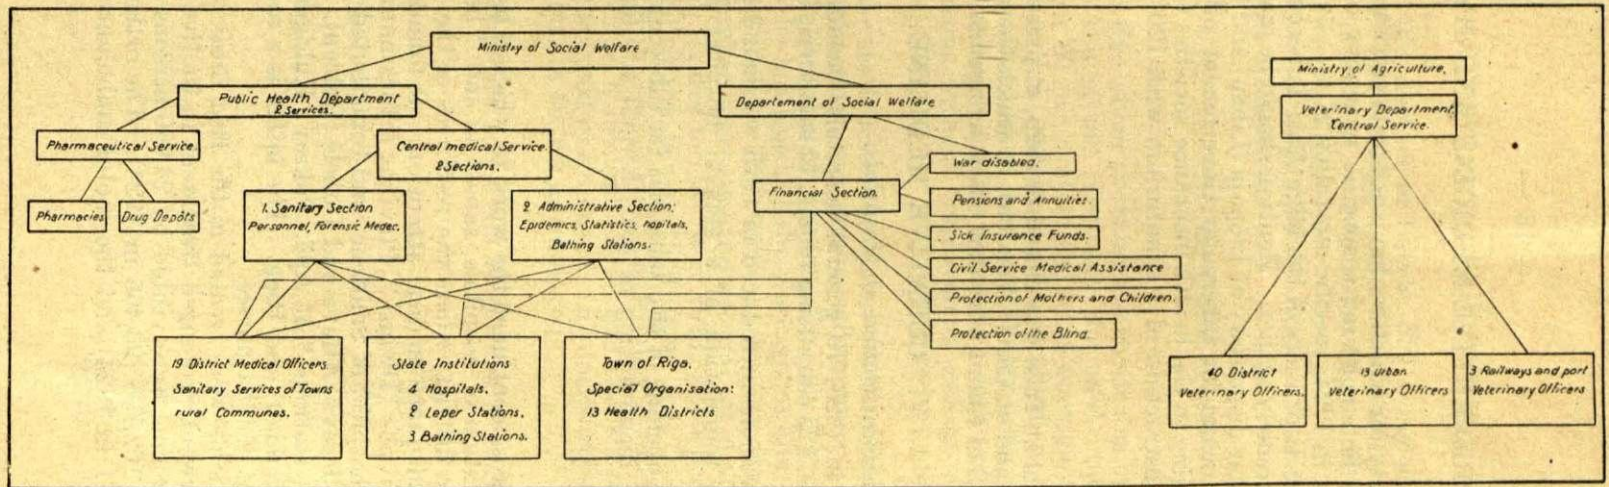 Ministry of Social Welfare
Public Health Department
2 Services.
Pharmaceutical Service.
Pharmacies
Drug Depôts
Central medical Service.
2 Sections.
1. Sanitary Section
Personnel, Forensic Medec.
2 Administrative Section:
Epidemics, Statistics, hopitals,
Bathing Stations.
19 District Medical Officers.
Sanitary Services of Towns
rural Communes.
State Institutions
4 Hospitals.
2 Leper Stations.
3 Bathing Stations.
Town of Riga.
Special Organisation:
13 Health Districts
Departement of Social Welfare
Financial Section.
War disabled.
Pensions and Annuities.
Sick Insurance Funds.
Civil Service Medical Assistance
Protection of Mothers and Children.
Protection of the Blind.
Ministry of Agriculture.
Veterinary Department,
Central Service.
40 District
Veterinary Officers.
13 urban
Veterinary Officers
3 Railways and port
Veterinary Officers